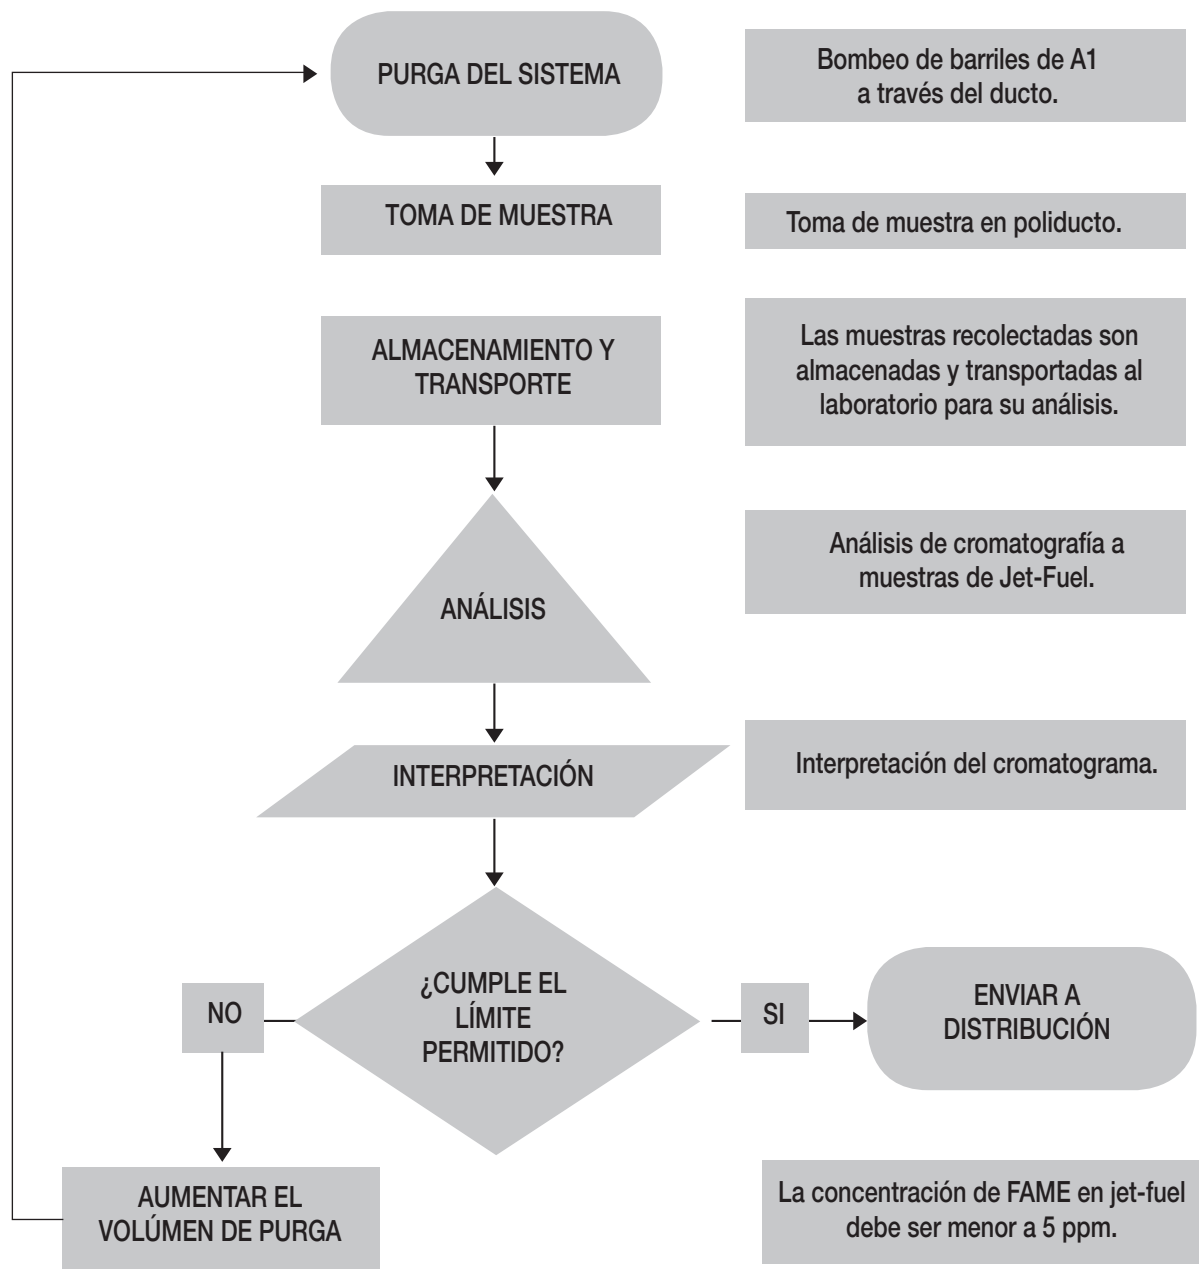 PURGA DEL SISTEMA
Bombeo de barriles de A1
a través del ducto.
TOMA DE MUESTRA
Toma de muestra en poliducto.
ALMACENAMIENTO Y
TRANSPORTE
Las muestras recolectadas son
almacenadas y transportadas al
laboratorio para su análisis.
ANÁLISIS
Análisis de cromatografía a
muestras de Jet-Fuel.
INTERPRETACIÓN
Interpretación del cromatograma.
¿CUMPLE EL
LÍMITE
PERMITIDO?
NO
SI
ENVIAR A
DISTRIBUCIÓN
AUMENTAR EL
VOLÚMEN DE PURGA
La concentración de FAME en jet-fuel
debe ser menor a 5 ppm.